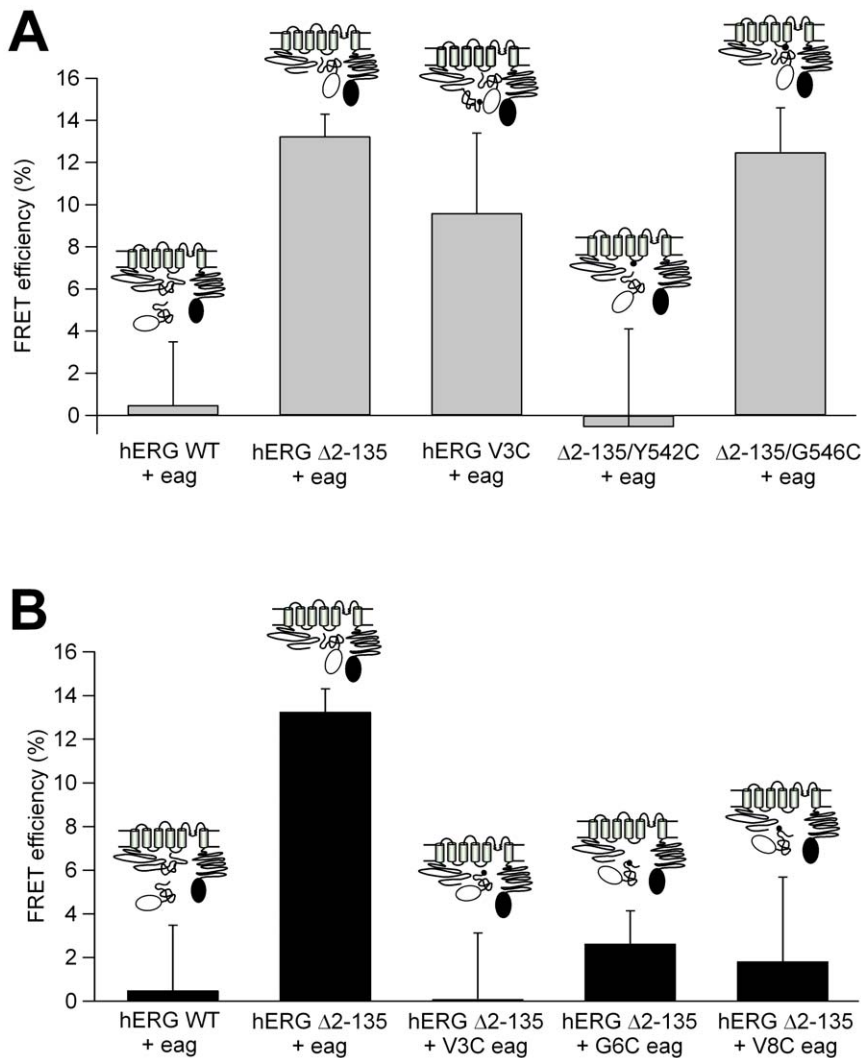 A
FRET efficiency (%)
16
14
12
10
8
6
4
2
0
hERG WT
+ eag
hERG Δ2-135
+ eag
hERG V3C
+ eag
Δ2-135/Y542C
+ eag
Δ2-135/G546C
+ eag
B
FRET efficiency (%)
16
14
12
10
8
6
4
2
0
hERG WT
+ eag
hERG Δ2-135
+ eag
hERG Δ2-135
+ V3C eag
hERG Δ2-135
+ G6C eag
hERG Δ2-135
+ V8C eag